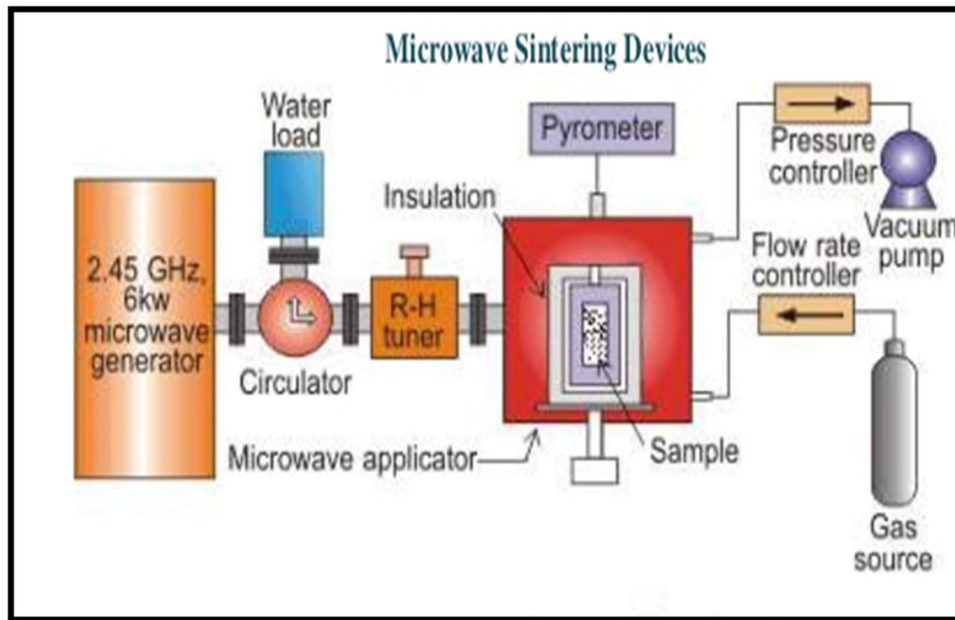 Microwave Sintering Devices
Water
load
Pyrometer
Pressure
controller
Insulation
Vacuum
pump
2.45 GHz,
6kw
microwave
generator
Flow rate
controller
R-H
tuner
Circulator
Microwave applicator
Sample
Gas
source